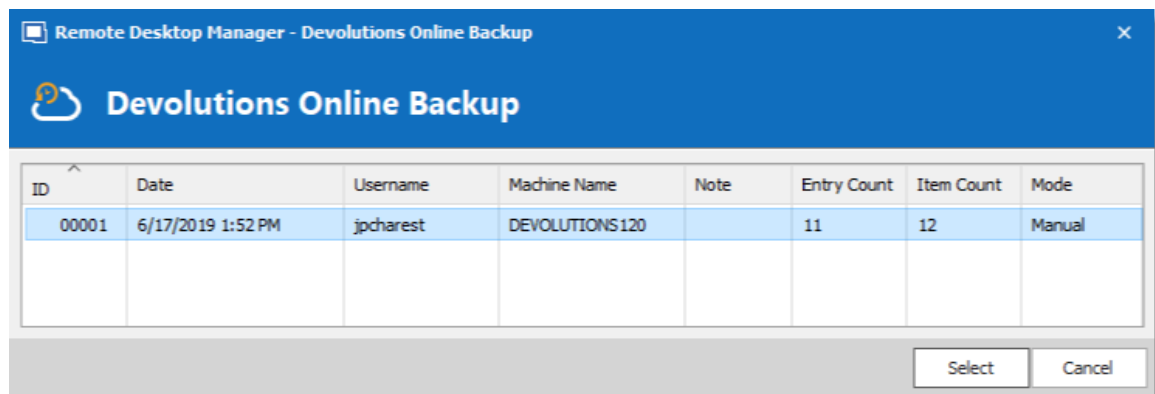 Remote Desktop Manager - Devolutions Online Backup
Devolutions Online Backup
ID Date Username Machine Name Note Entry Count Item Count Mode
00001 6/17/2019 1:52 PM jpcharest DEVOLUTIONS120 11 12 Manual
Select Cancel